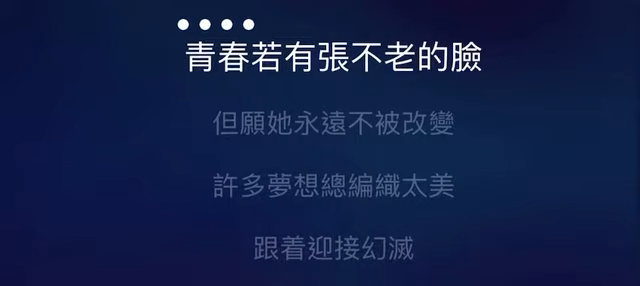 青春若有張不老的臉
但願她永遠不被改變
許多夢想總編織太美
跟着迎接幻滅